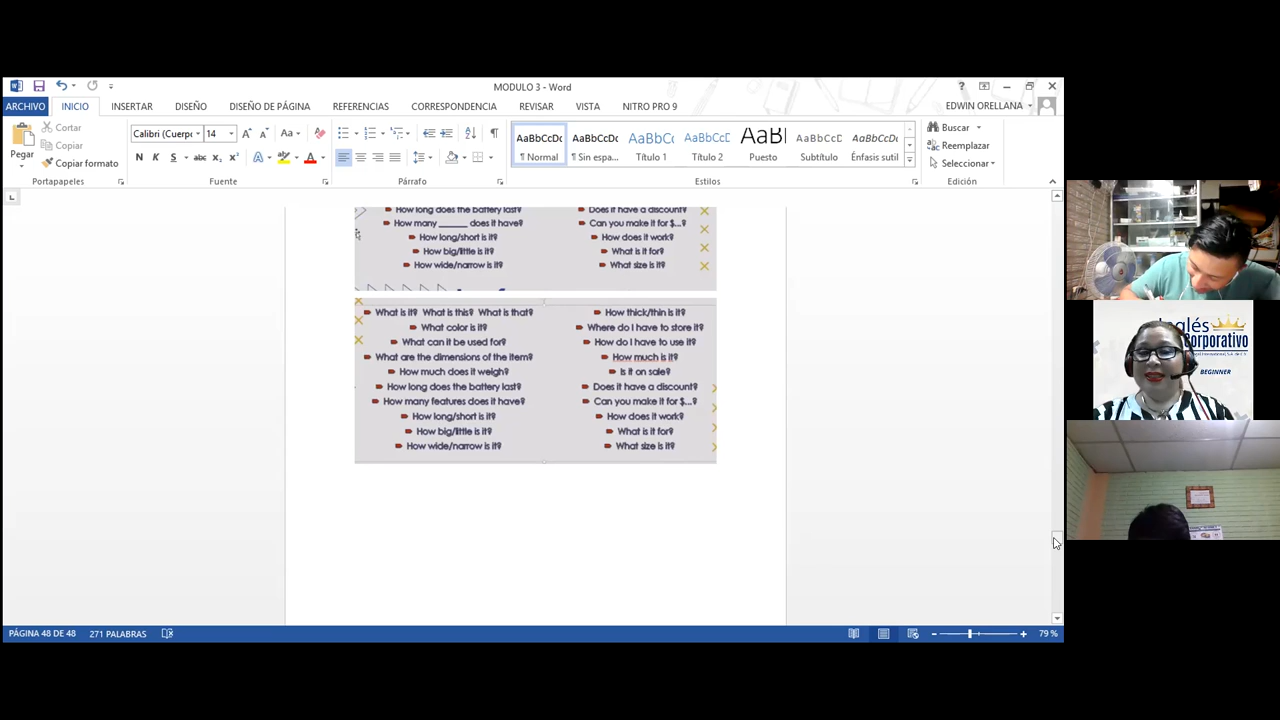 MODULO 3 - Word
ARCHIVO INICIO INSERTAR DISEÑO DISEÑO DE PÁGINA REFERENCIAS CORRESPONDENCIA REVISAR VISTA NITRO PRO 9
EDWIN ORELLANA
Pegar
Cortar
Copiar
Copiar formato
Calibri (Cuerp 14
N K S abc x₂ x²
AaBbCcDc AaBbCcDc AaBbC AaBbCcD AaBl AaBbCcD AaBbCcDc
¶ Normal ¶ Sin espa... Título 1 Título 2 Puesto Subtítulo Énfasis sutil
Buscar
Reemplazar
Seleccionar
Portapapeles Fuente Párrafo Estilos Edición
How long does the battery last?
How many ______ does it have?
How long/short is it?
How big/little is it?
How wide/narrow is it?
Does it have a discount?
Can you make it for $...?
How does it work?
What is it for?
What size is it?
What is it? What is this? What is that?
What color is it?
What can it be used for?
What are the dimensions of the item?
How much does it weigh?
How long does the battery last?
How many features does it have?
How long/short is it?
How big/little is it?
How wide/narrow is it?
How thick/thin is it?
Where do I have to store it?
How do I have to use it?
How much is it?
Is it on sale?
Does it have a discount?
Can you make it for $...?
How does it work?
What is it for?
What size is it?
PÁGINA 48 DE 48 271 PALABRAS
79 %
Inglés
Corporativo
BEGINNER